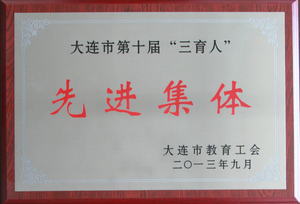 大连市第十届“三育人”
先进集体
大连市教育工会
二〇一三年九月